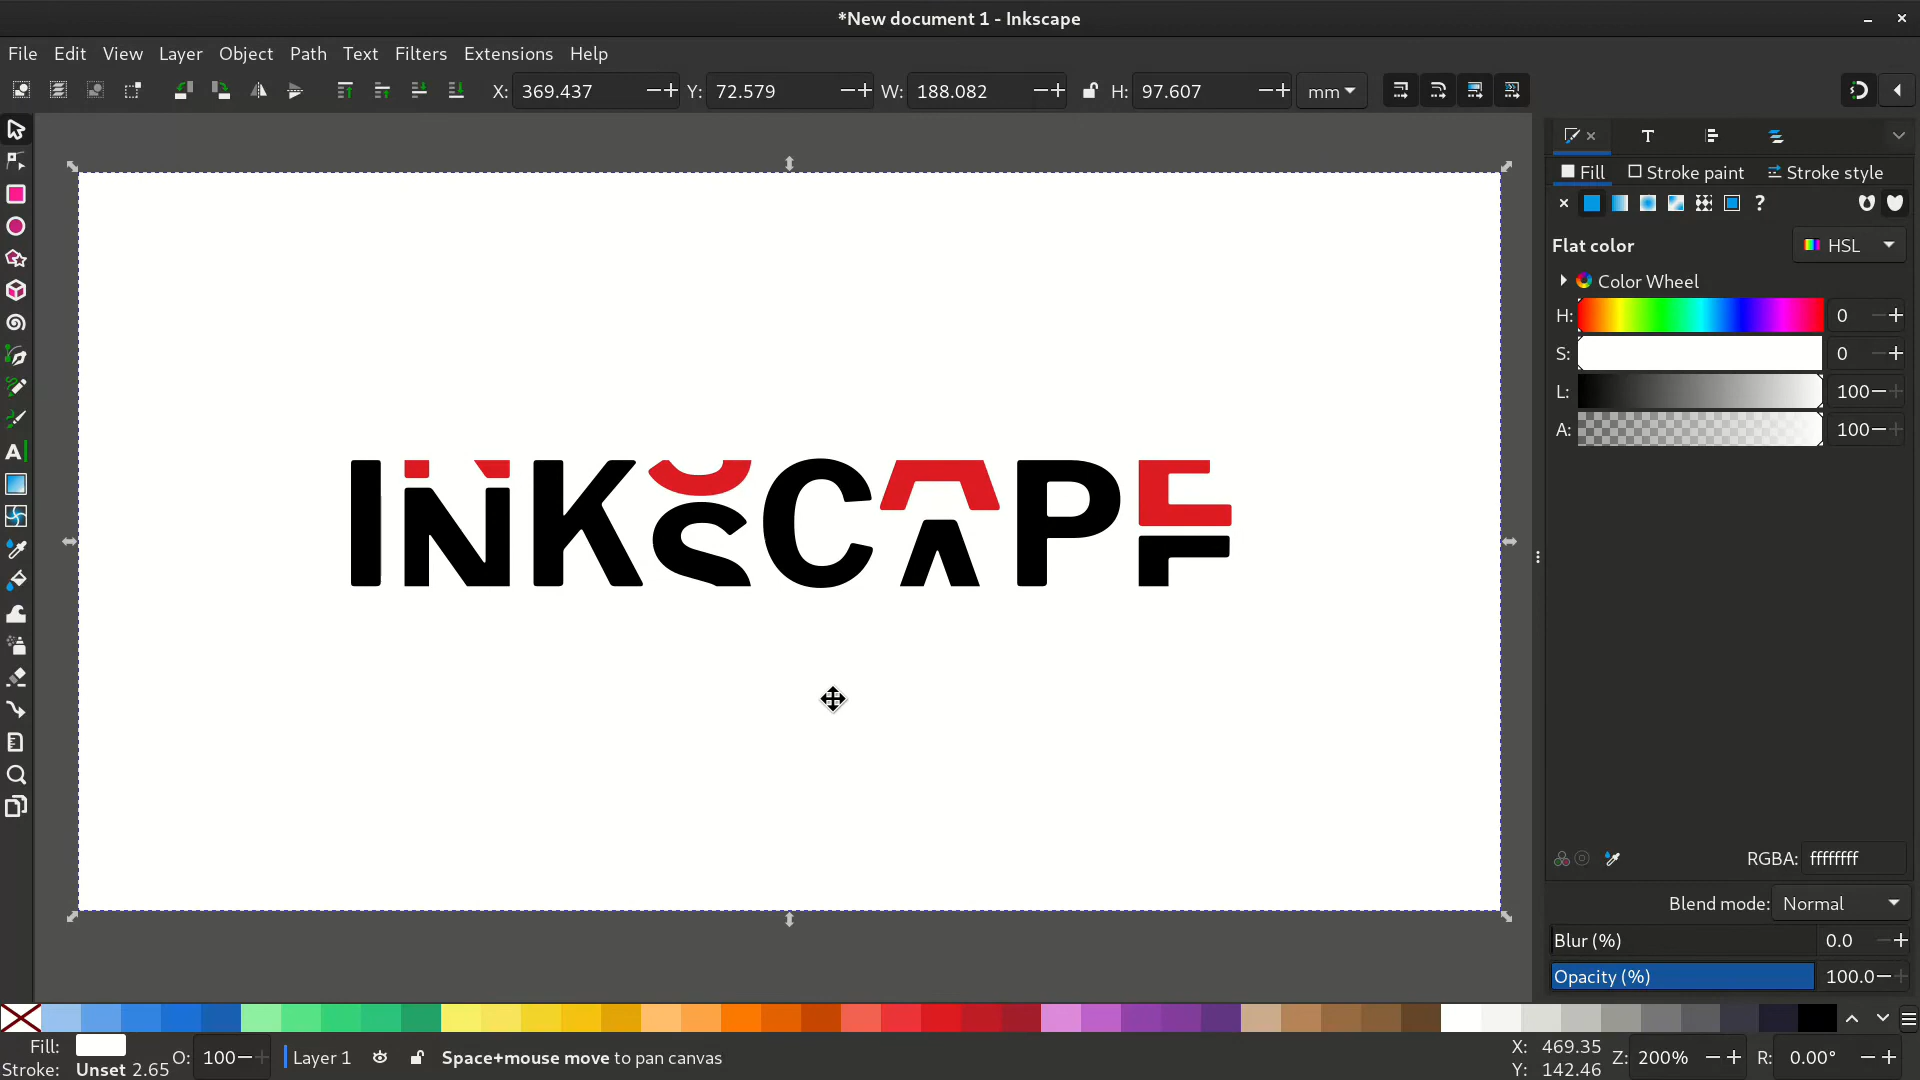 *New document 1 - Inkscape
File Edit View Layer Object Path Text Filters Extensions Help
X: 369.437 Y: 72.579 W: 188.082 H: 97.607 mm
Fill Stroke paint Stroke style
?
Flat color HSL
Color Wheel
H: 0
S: 0
L: 100
A: 100
INKSCAPE
RGBA: ffffffff
Blend mode: Normal
Blur (%) 0.0
Opacity (%) 100.0
Fill: O: 100 Layer 1 Space+mouse move to pan canvas X: 469.35 Z: 200% R: 0.00°
Stroke: Unset 2.65 Y: 142.46